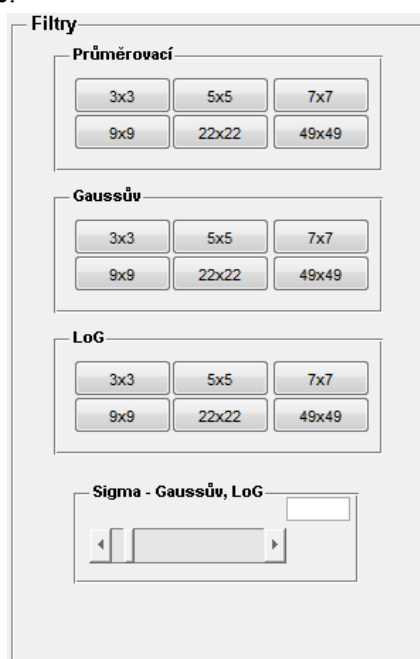 Filtry
Průměrovací
3x3 5x5 7x7
9x9 22x22 49x49
Gaussův
3x3 5x5 7x7
9x9 22x22 49x49
LoG
3x3 5x5 7x7
9x9 22x22 49x49
Sigma - Gaussův, LoG